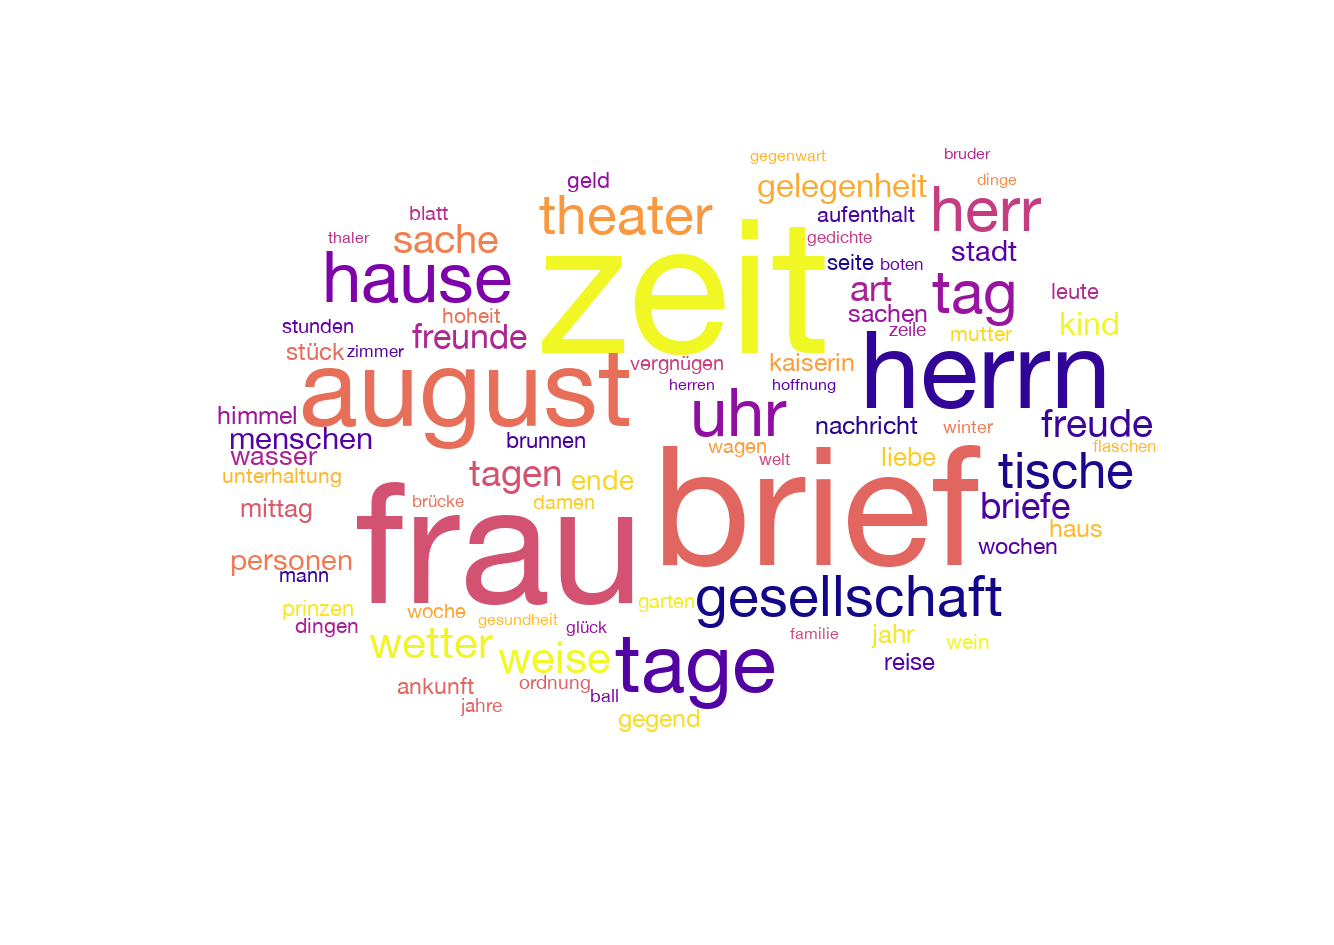 gegenwart
bruder
geld
gelegenheit
dinge
blatt
theater
aufenthalt
herr
thaler
sache
zeit
gedichte
stadt
hause
seite
boten
art
tag
leute
stunden
hoheit
freunde
sachen
zeile
mutter
kind
stück
zimmer
vergnügen
kaiserin
herrn
august
herren
hoffnung
himmel
uhr
nachricht
winter
freude
menschen
brunnen
wagen
flaschen
wasser
welt
liebe
tische
unterhaltung
tagen
ende
brief
mittag
brücke
damen
briefe
frau
haus
personen
wochen
mann
prinzen
woche
garten
gesellschaft
dingen
gesundheit
glück
familie
jahr
wein
wetter
weise
tage
reise
ankunft
ordnung
ball
jahre
gegend